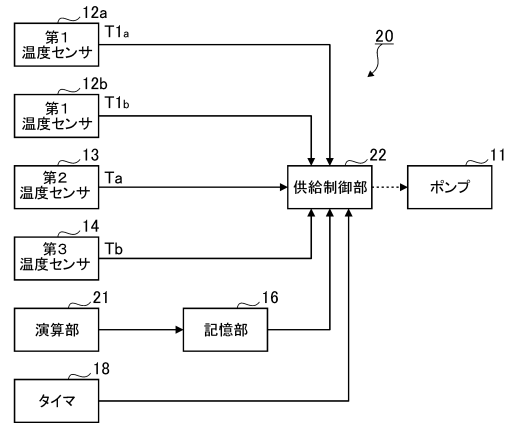 12a
第1
温度センサ
T1a
20
12b
第1
温度センサ
T1b
13
第2
温度センサ
Ta
22
供給制御部
11
ポンプ
14
第3
温度センサ
Tb
21
演算部
16
記憶部
18
タイマ